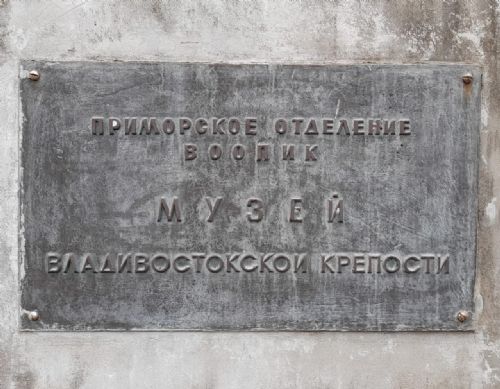 ПРИМОРСКОЕ ОТДЕЛЕНИЕ
ВООПИК
МУЗЕЙ
ВЛАДИВОСТОКСКОЙ КРЕПОСТИ